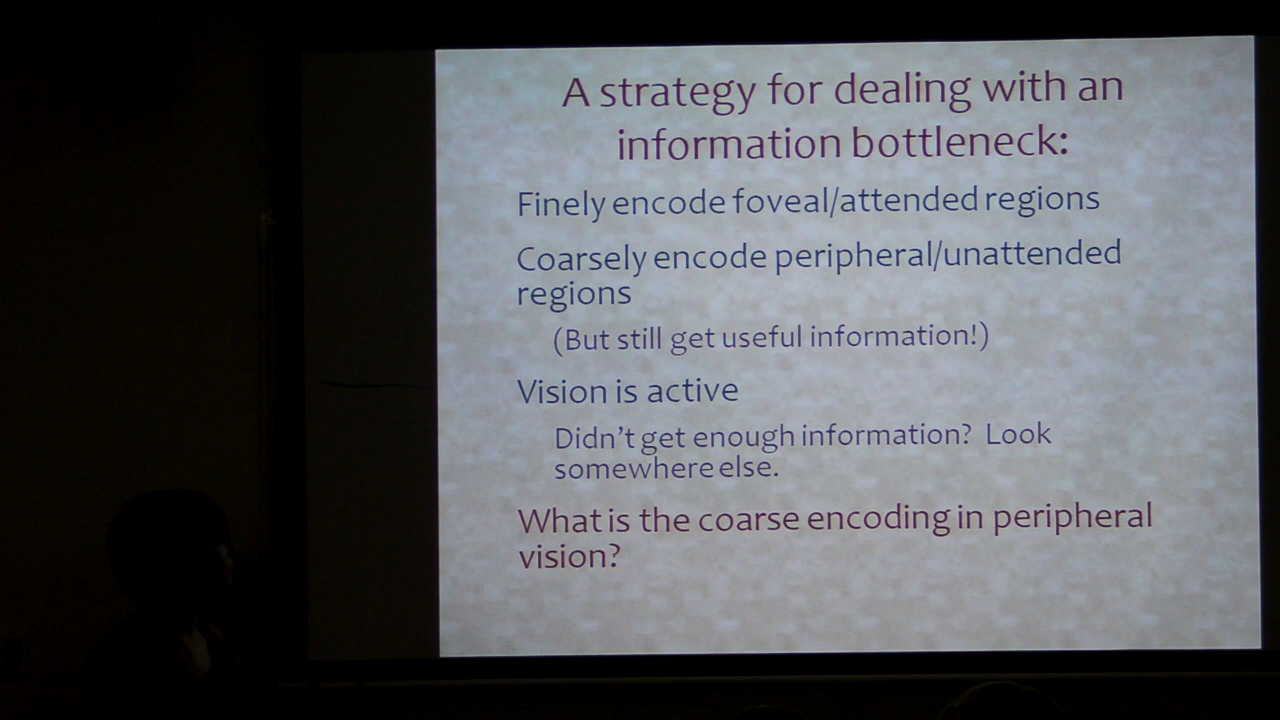 A strategy for dealing with an
information bottleneck:
Finely encode foveal/attended regions
Coarsely encode peripheral/unattended
regions
(But still get useful information!)
Vision is active
Didn't get enough information? Look
somewhere else.
What is the coarse encoding in peripheral
vision?